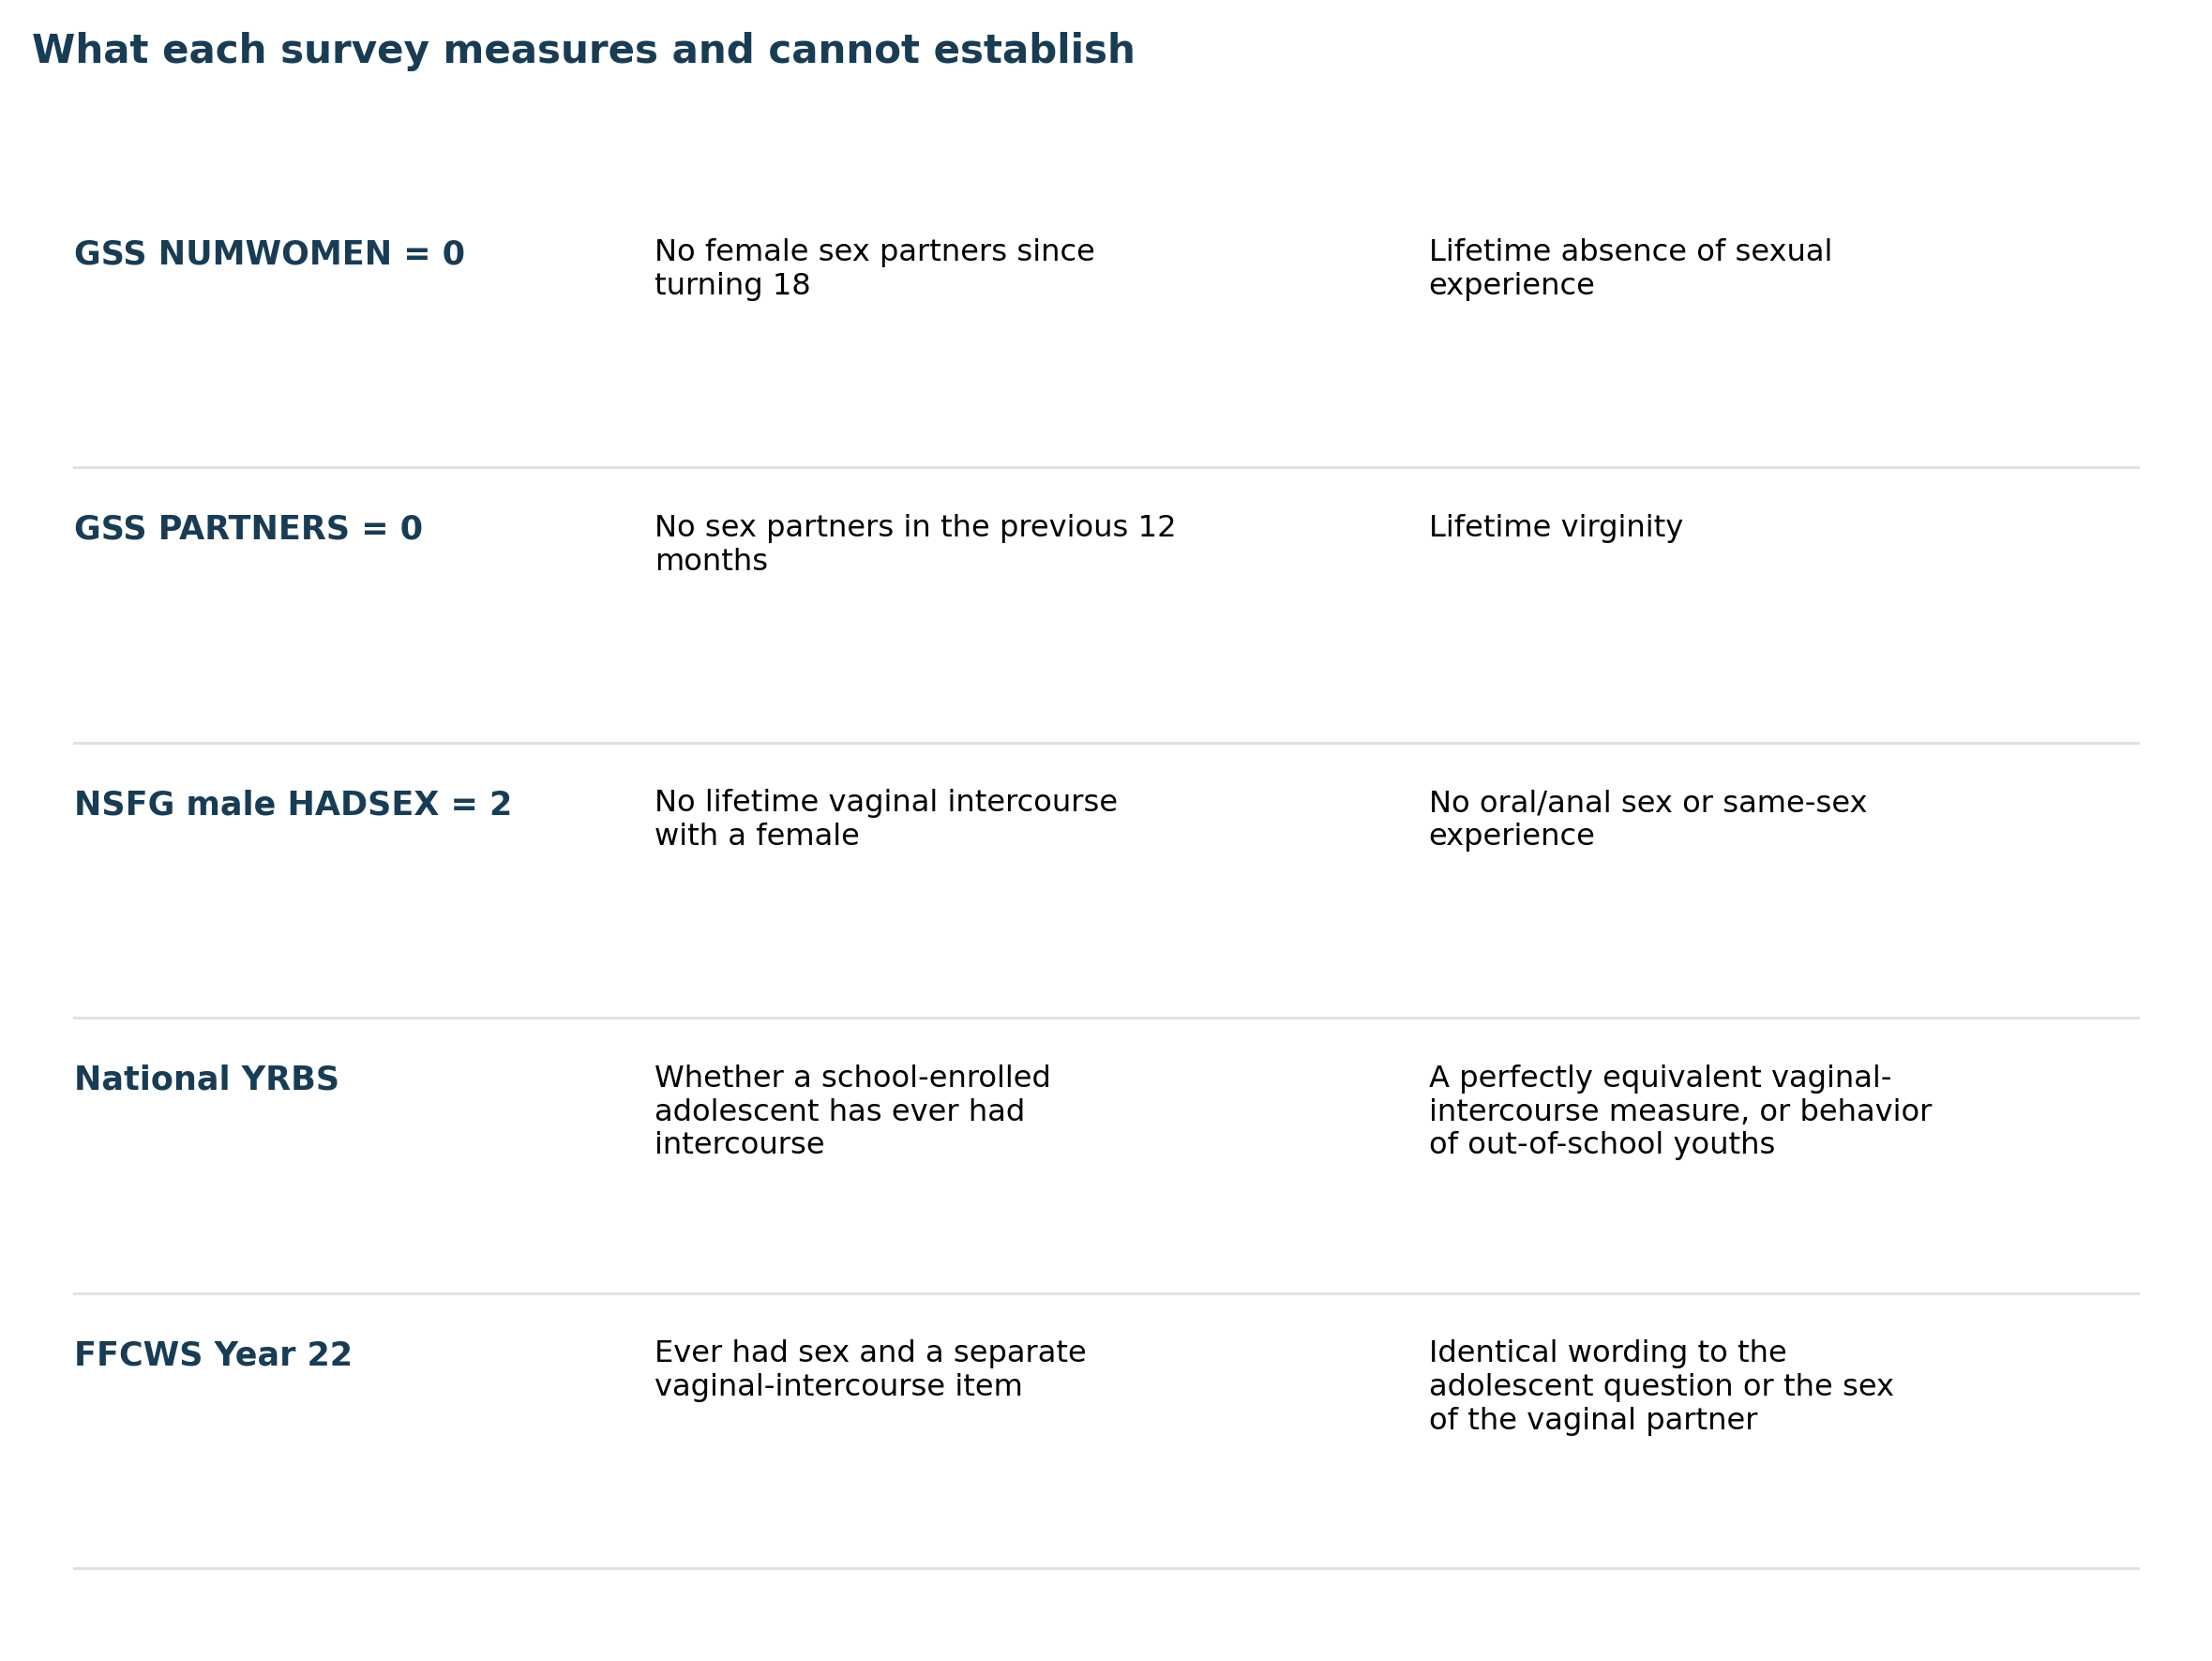 What each survey measures and cannot establish
GSS NUMWOMEN = 0
No female sex partners since
turning 18
Lifetime absence of sexual
experience
GSS PARTNERS = 0
No sex partners in the previous 12
months
Lifetime virginity
NSFG male HADSEX = 2
No lifetime vaginal intercourse
with a female
No oral/anal sex or same-sex
experience
National YRBS
Whether a school-enrolled
adolescent has ever had
intercourse
A perfectly equivalent vaginal-
intercourse measure, or behavior
of out-of-school youths
FFCWS Year 22
Ever had sex and a separate
vaginal-intercourse item
Identical wording to the
adolescent question or the sex
of the vaginal partner